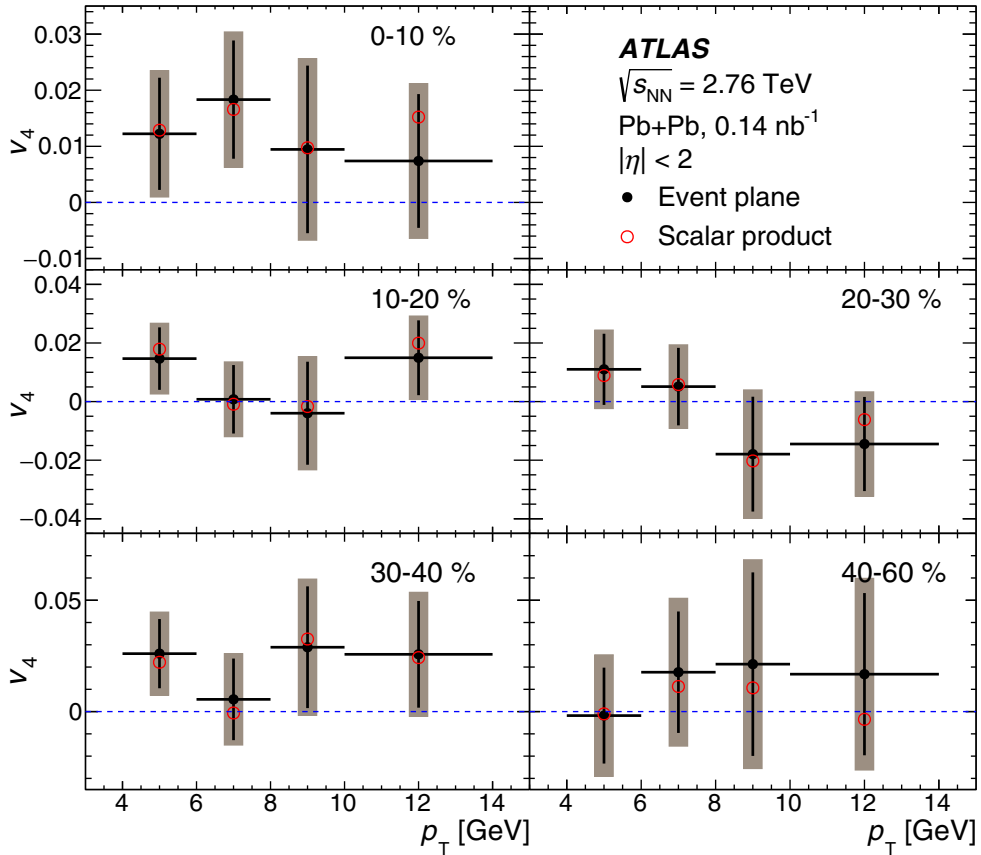 0.03
0.02
0.01
0
−0.01
v₄
0-10 %
ATLAS
√sNN = 2.76 TeV
Pb+Pb, 0.14 nb⁻¹
|η| < 2
Event plane
Scalar product
0.04
0.02
0
−0.02
−0.04
v₄
10-20 %
20-30 %
0.05
0
v₄
30-40 %
40-60 %
4 6 8 10 12 14
4 6 8 10 12 14
pT [GeV]
pT [GeV]